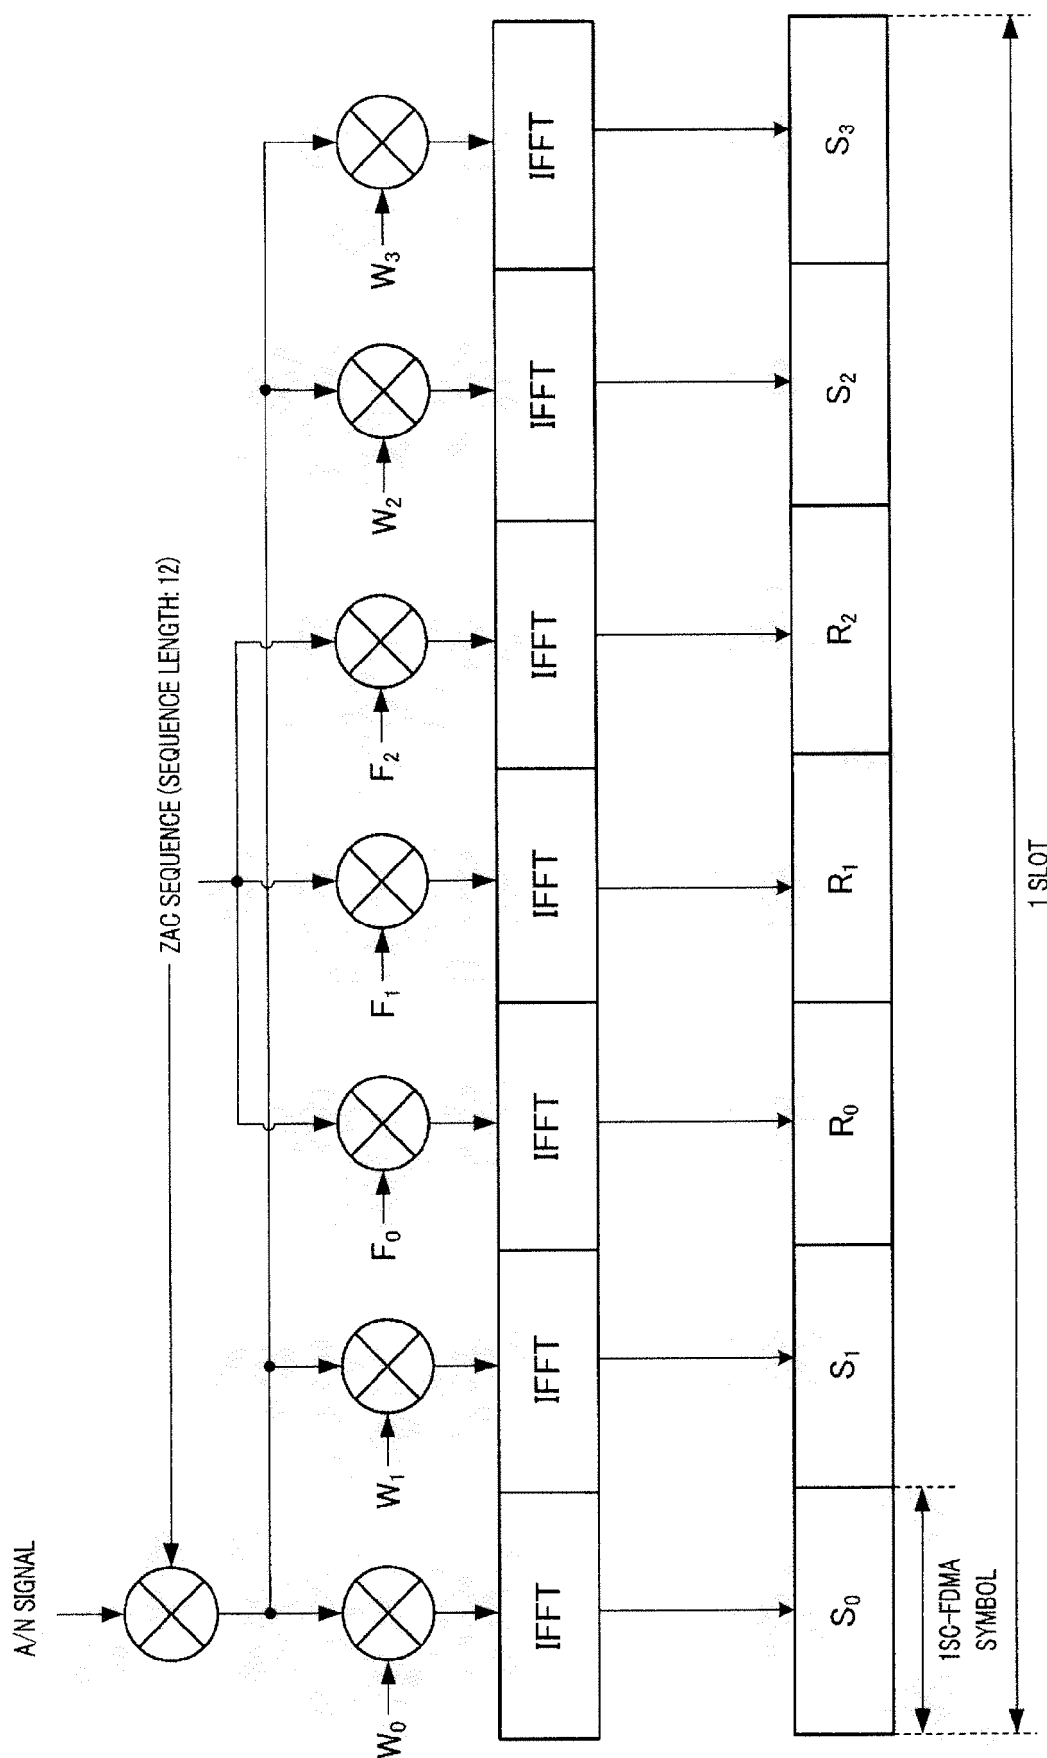 A/N SIGNAL
ZAC SEQUENCE (SEQUENCE LENGTH: 12)
W0
W1
F0
F1
F2
W2
W3
IFFT
IFFT
IFFT
IFFT
IFFT
IFFT
IFFT
S0
S1
R0
R1
R2
S2
S3
1SC-FDMA
SYMBOL
1 SLOT